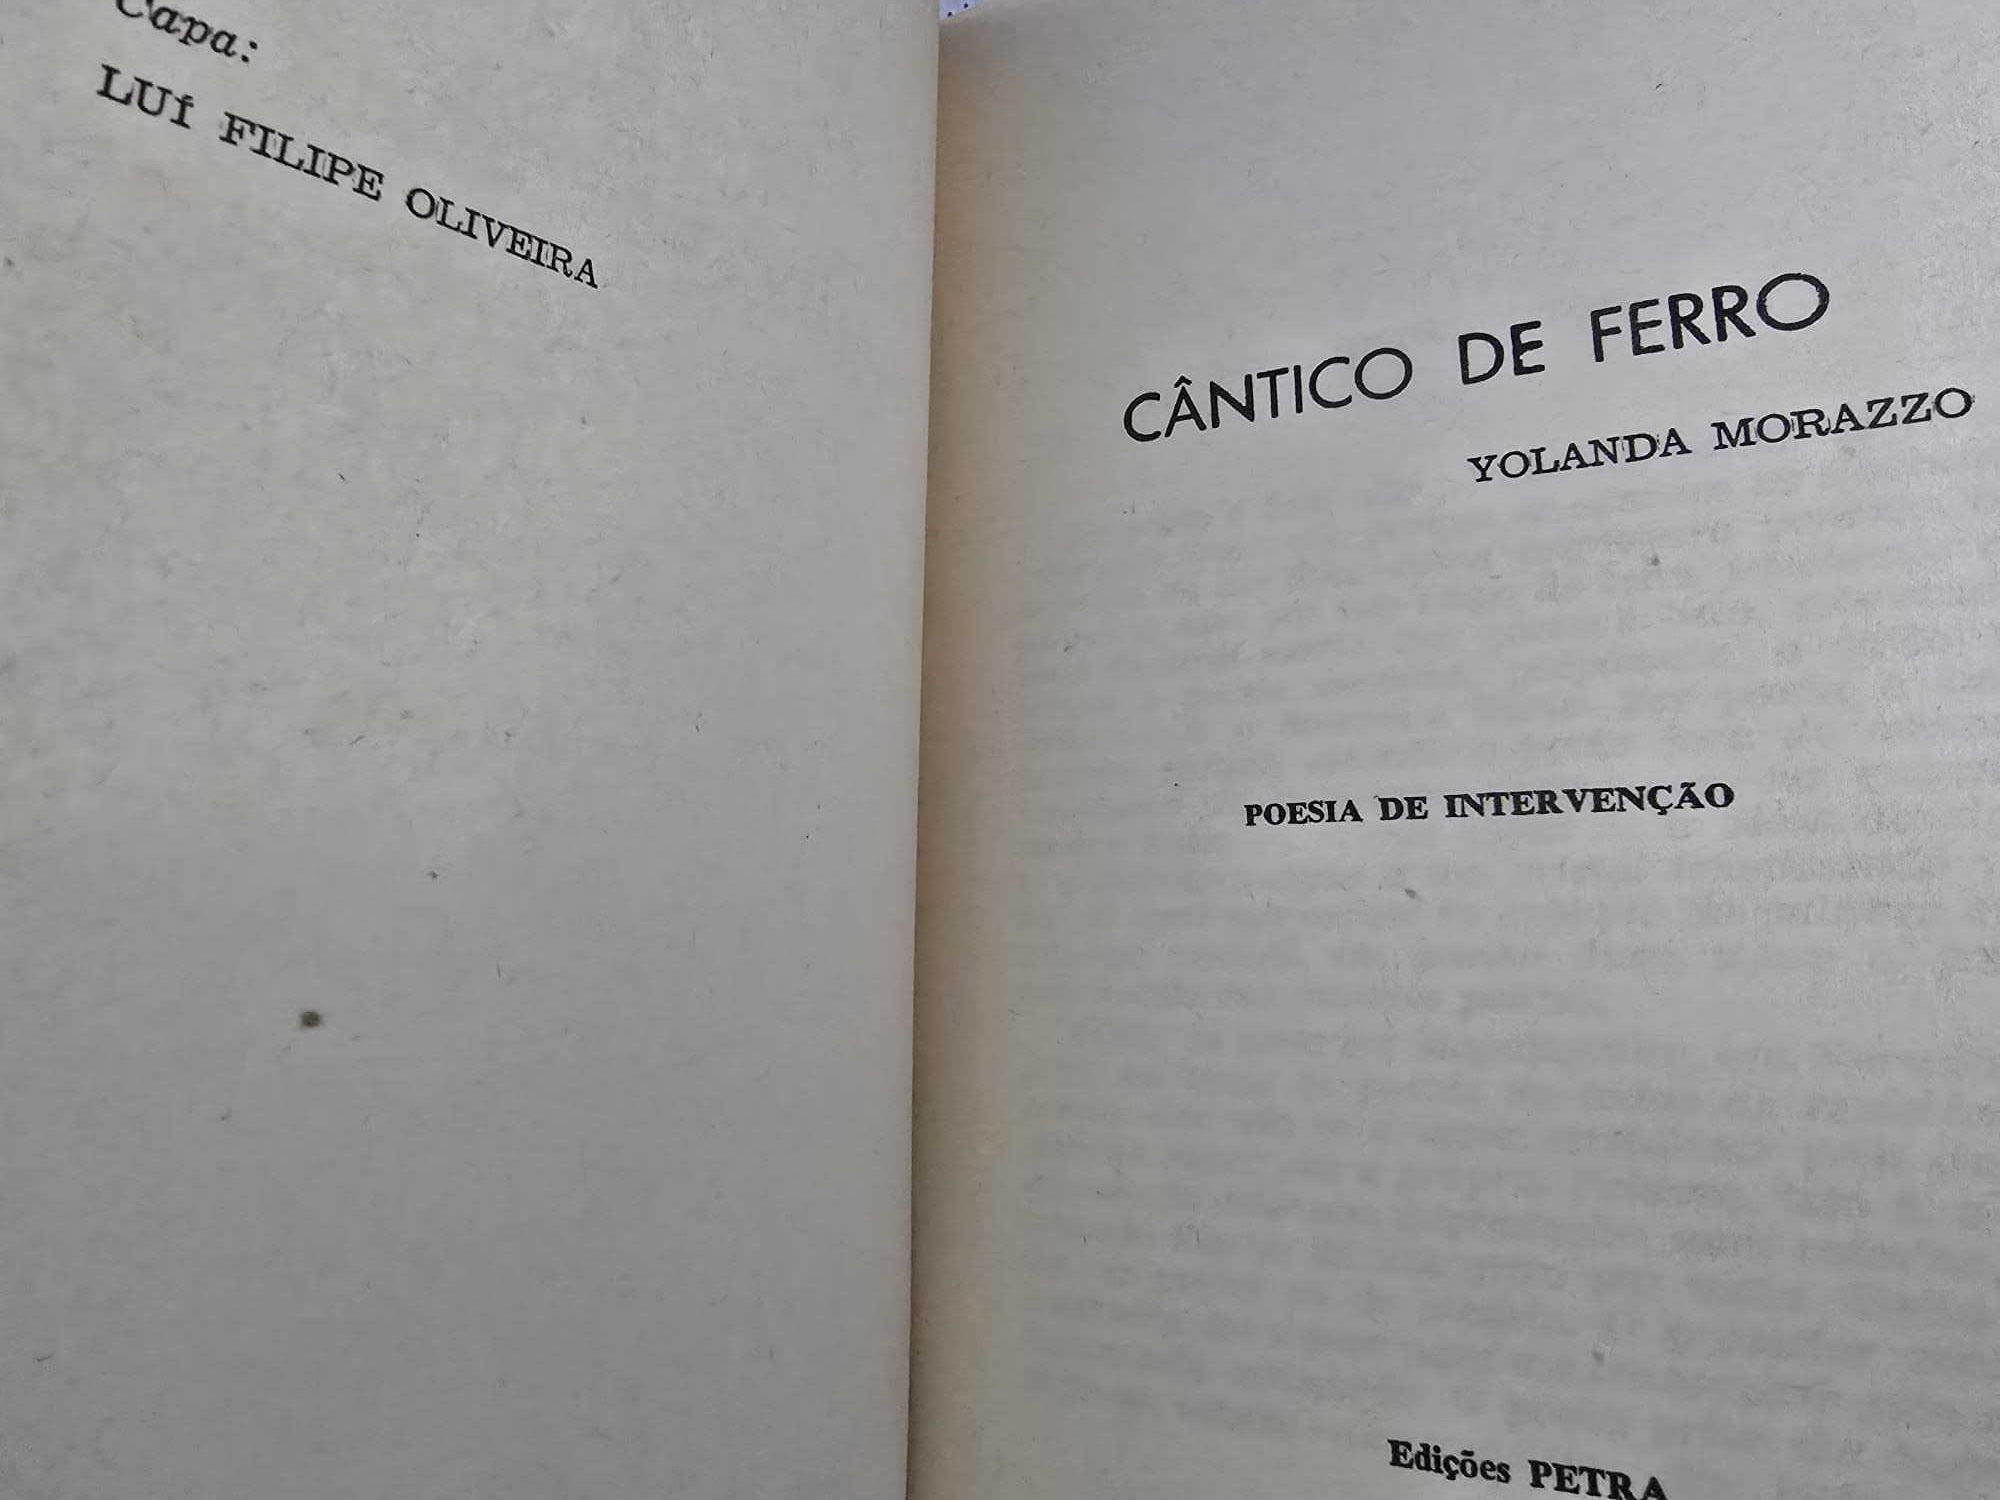 Capa:
LUÍ FILIPE OLIVEIRA
CÂNTICO DE FERRO
YOLANDA MORAZZO
POESIA DE INTERVENÇÃO
Edições PETRA